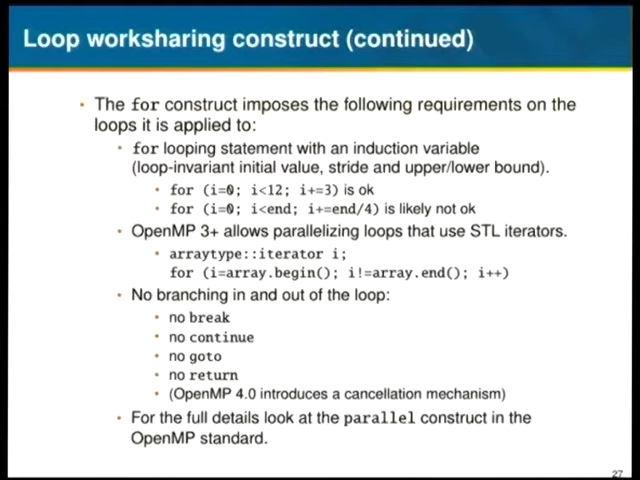 Loop worksharing construct (continued)
• The for construct imposes the following requirements on the
loops it is applied to:
• for looping statement with an induction variable
(loop-invariant initial value, stride and upper/lower bound).
• for (i=0; i<12; i+=3) is ok
• for (i=0; i<end; i+=end/4) is likely not ok
• OpenMP 3+ allows parallelizing loops that use STL iterators.
• arraytype::iterator i;
for (i=array.begin(); i!=array.end(); i++)
• No branching in and out of the loop:
• no break
• no continue
• no goto
• no return
• (OpenMP 4.0 introduces a cancellation mechanism)
• For the full details look at the parallel construct in the
OpenMP standard.
27